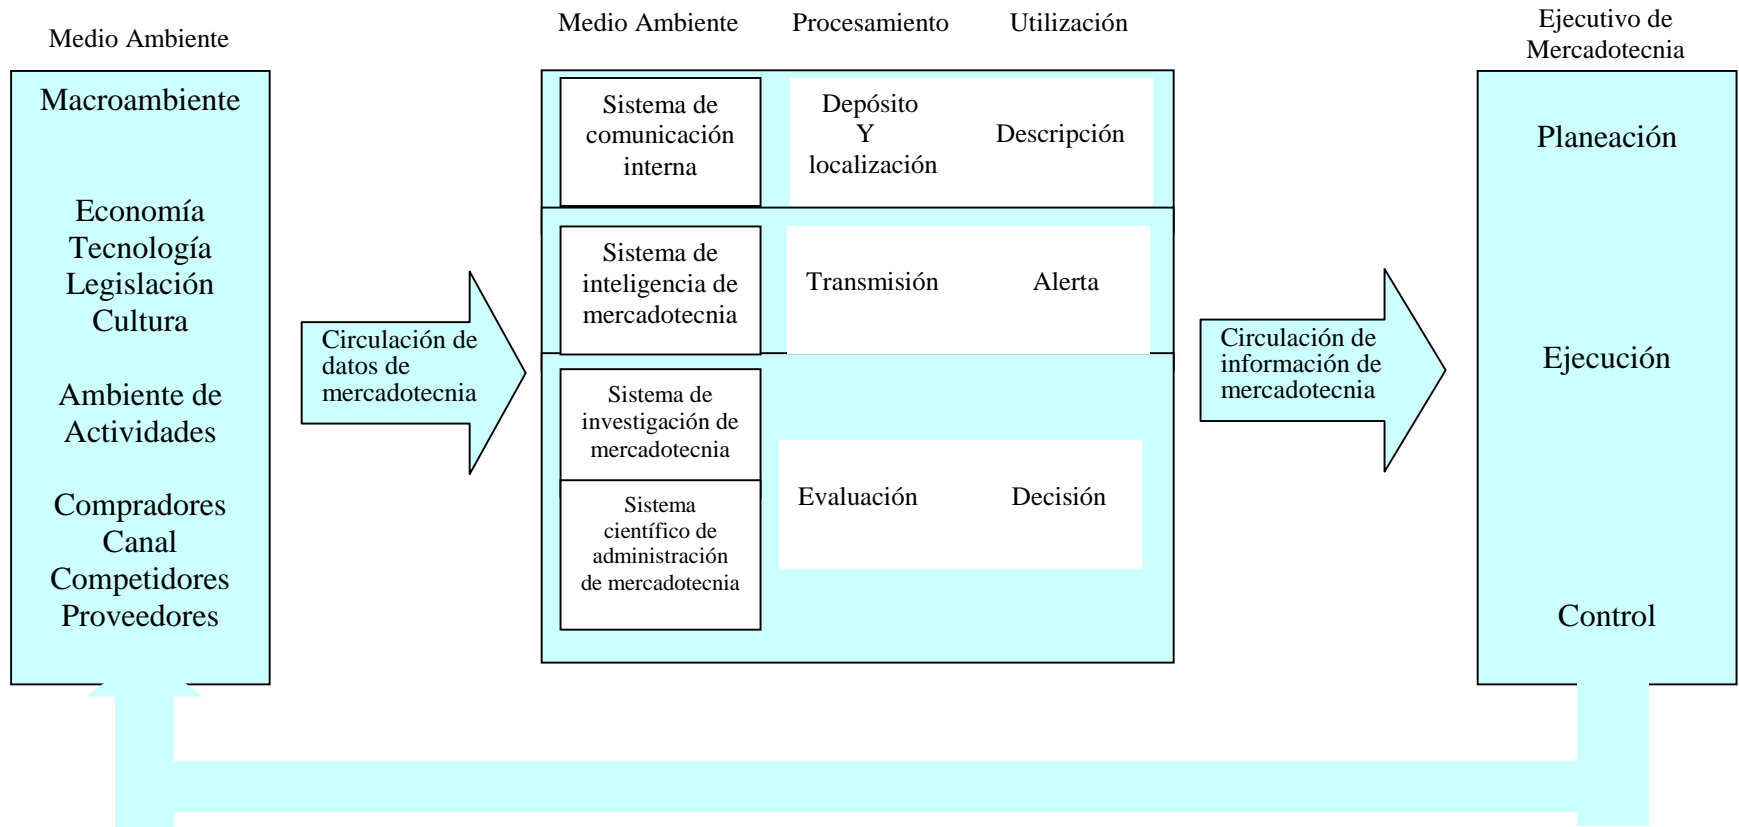 Medio Ambiente
Macroambiente
Economía
Tecnología
Legislación
Cultura
Ambiente de
Actividades
Compradores
Canal
Competidores
Proveedores
Circulación de
datos de
mercadotecnia
Medio Ambiente
Procesamiento
Utilización
Sistema de
comunicación
interna
Depósito
Y
localización
Descripción
Sistema de
inteligencia de
mercadotecnia
Transmisión
Alerta
Sistema de
investigación de
mercadotecnia
Sistema
científico de
administración
de mercadotecnia
Evaluación
Decisión
Circulación de
información de
mercadotecnia
Ejecutivo de
Mercadotecnia
Planeación
Ejecución
Control